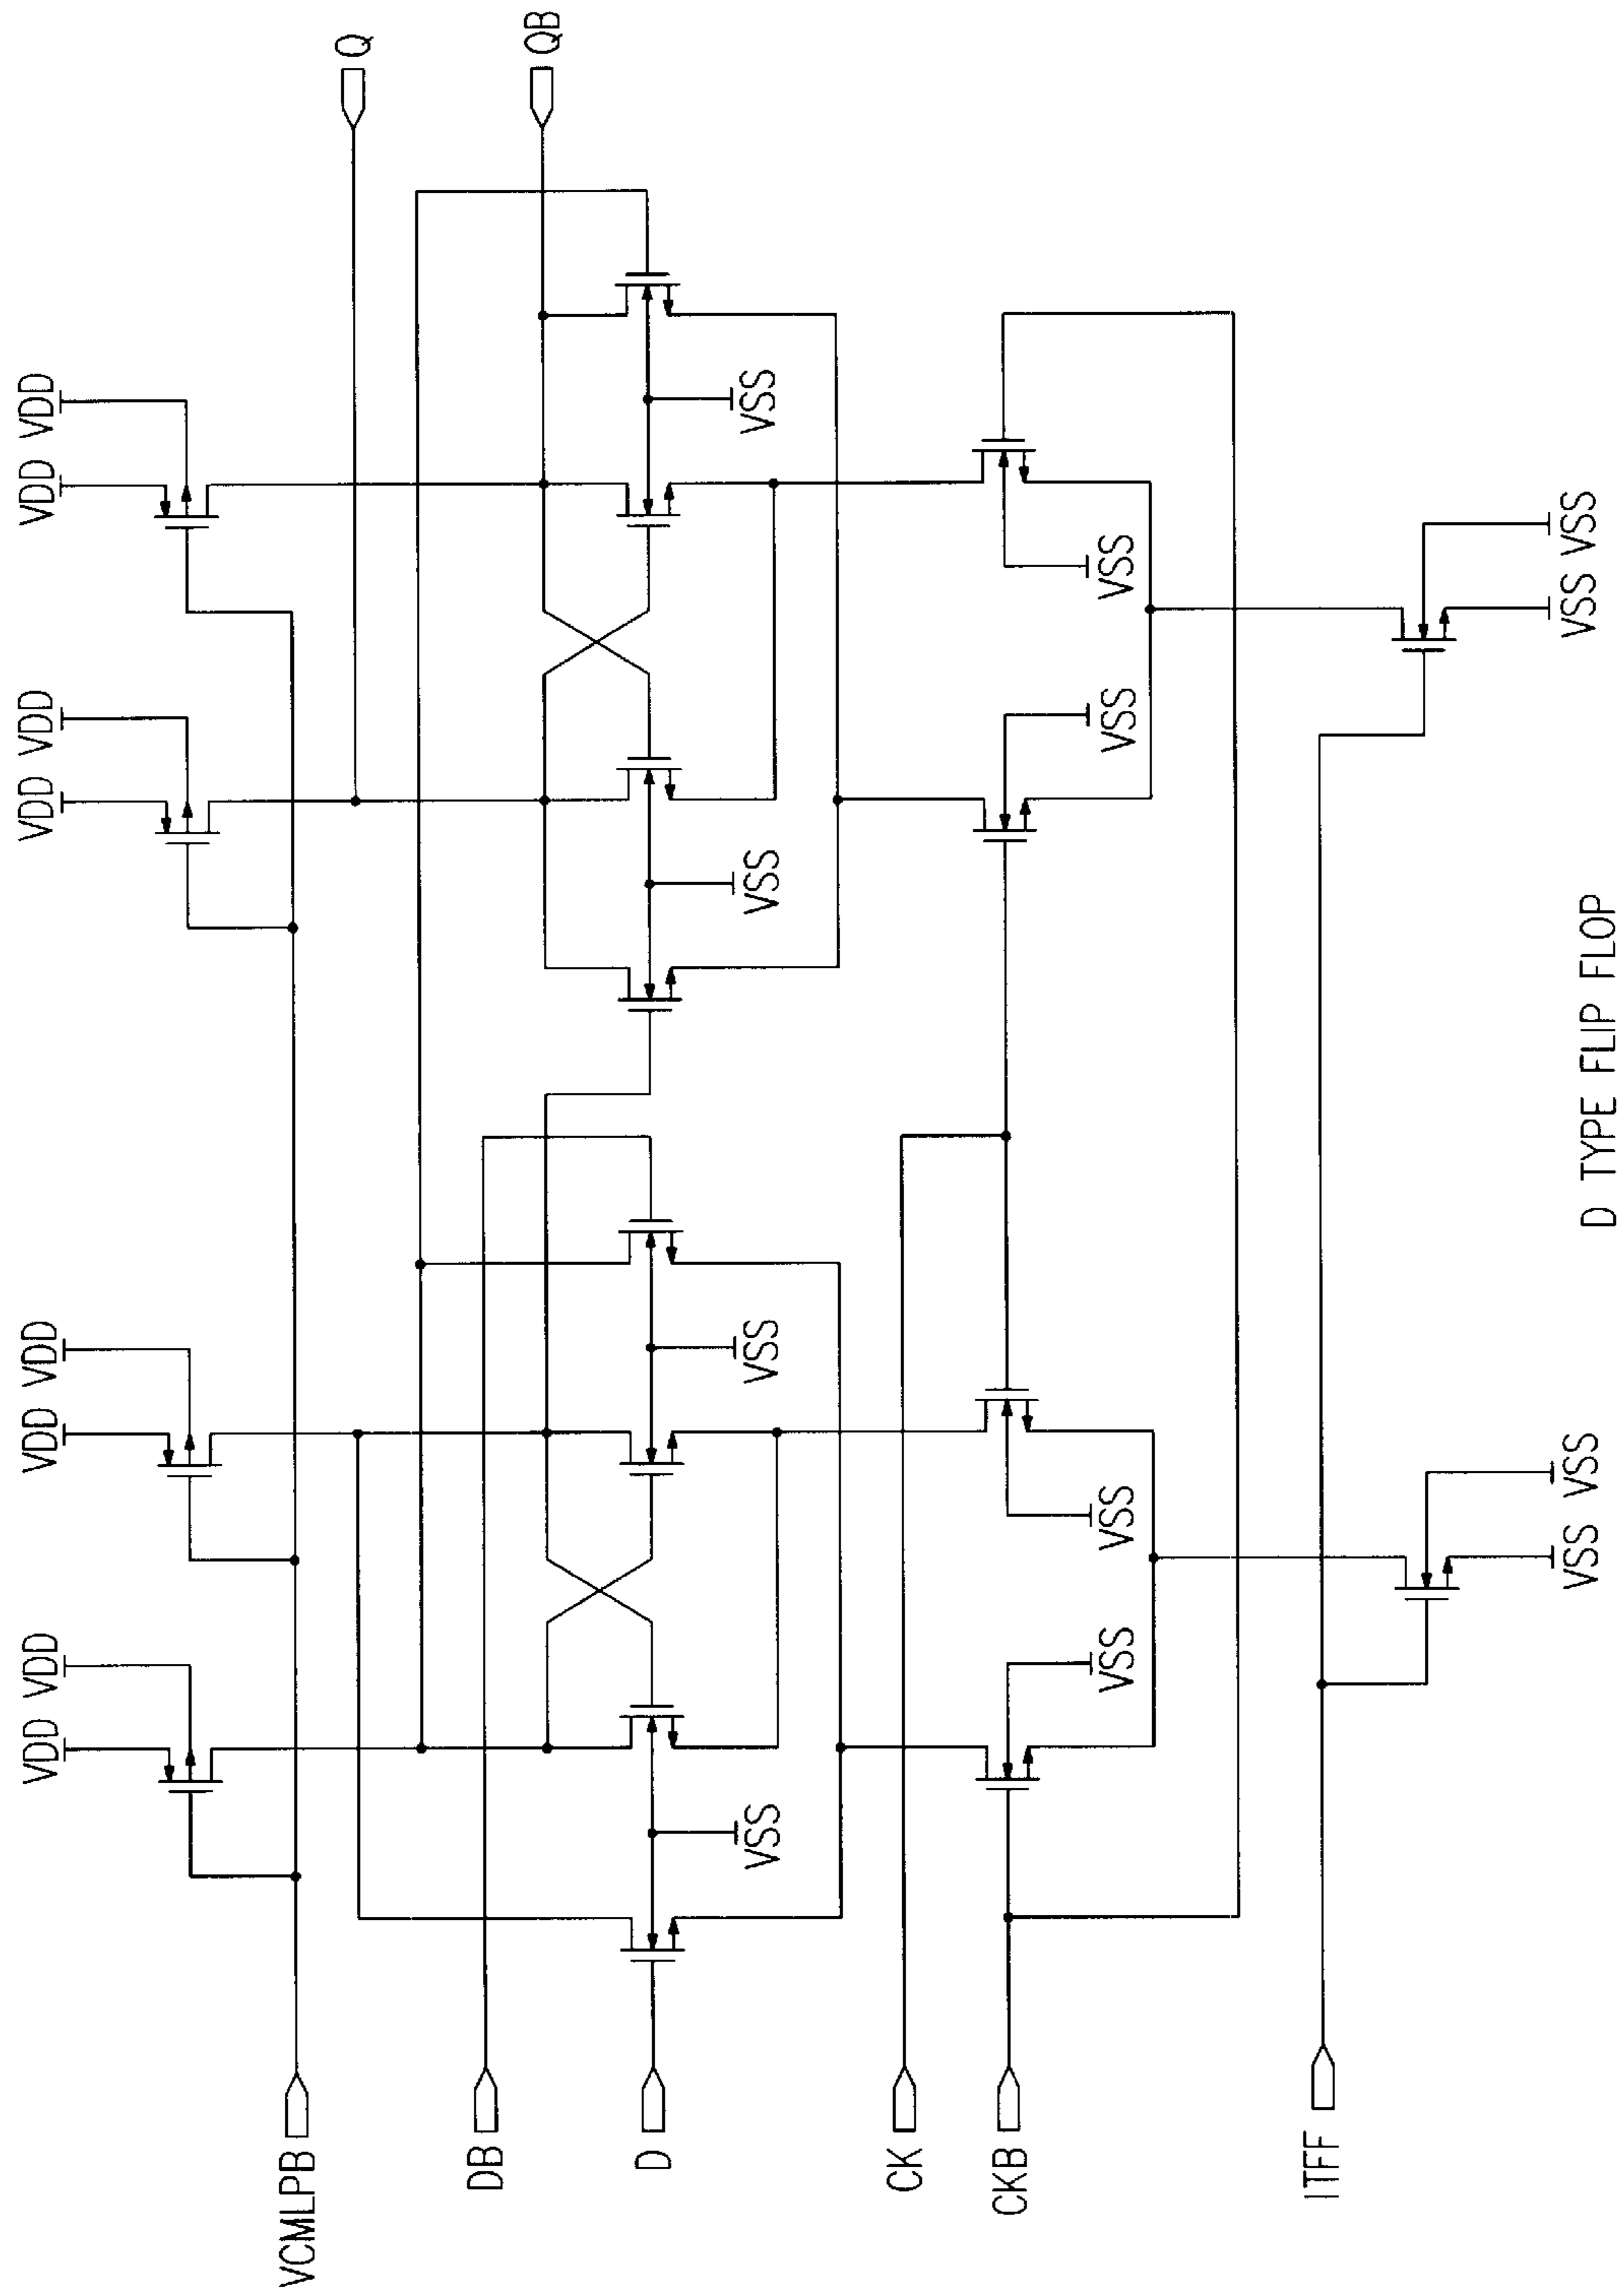 VDD VDD
VDD VDD
VDD VDD
VDD VDD
VCMLPB
Q
DB
QB
D
VSS
VSS
VSS
VSS
CK
CKB
VSS
VSS
VSS
VSS
ITFF
VSS VSS
VSS VSS
D TYPE FLIP FLOP